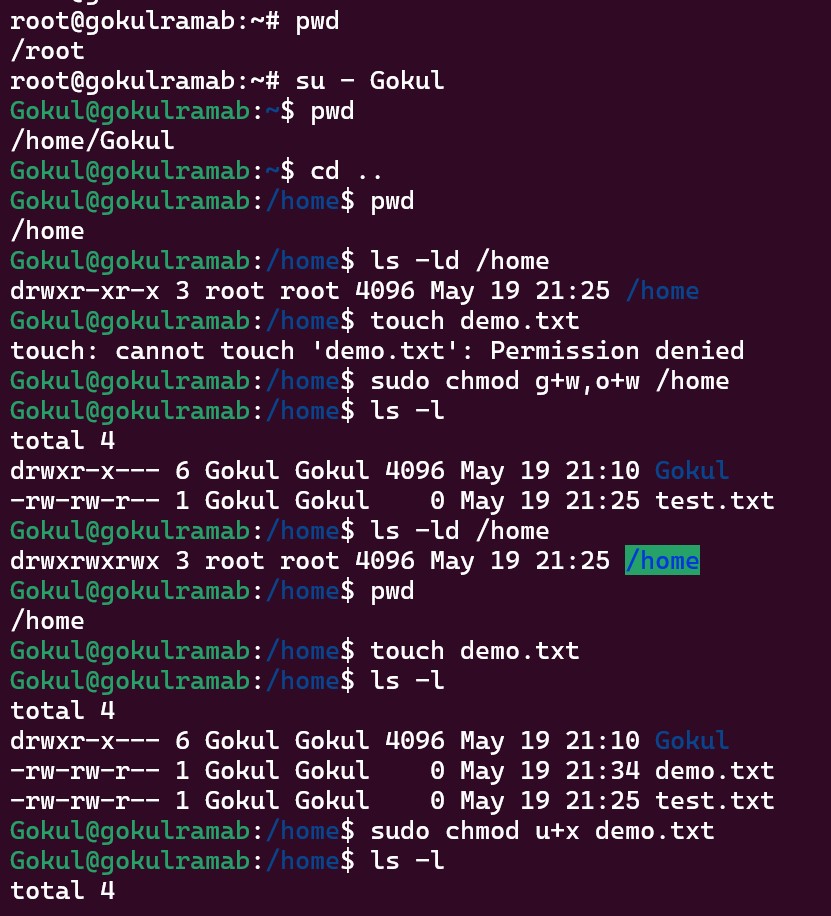 root@gokulramab:~# pwd
/root
root@gokulramab:~# su - Gokul
Gokul@gokulramab:~$ pwd
/home/Gokul
Gokul@gokulramab:~$ cd ..
Gokul@gokulramab:/home$ pwd
/home
Gokul@gokulramab:/home$ ls -ld /home
drwxr-xr-x 3 root root 4096 May 19 21:25 /home
Gokul@gokulramab:/home$ touch demo.txt
touch: cannot touch 'demo.txt': Permission denied
Gokul@gokulramab:/home$ sudo chmod g+w,o+w /home
Gokul@gokulramab:/home$ ls -l
total 4
drwxr-x--- 6 Gokul Gokul 4096 May 19 21:10 Gokul
-rw-rw-r-- 1 Gokul Gokul    0 May 19 21:25 test.txt
Gokul@gokulramab:/home$ ls -ld /home
drwxrwxrwx 3 root root 4096 May 19 21:25 /home
Gokul@gokulramab:/home$ pwd
/home
Gokul@gokulramab:/home$ touch demo.txt
Gokul@gokulramab:/home$ ls -l
total 4
drwxr-x--- 6 Gokul Gokul 4096 May 19 21:10 Gokul
-rw-rw-r-- 1 Gokul Gokul    0 May 19 21:34 demo.txt
-rw-rw-r-- 1 Gokul Gokul    0 May 19 21:25 test.txt
Gokul@gokulramab:/home$ sudo chmod u+x demo.txt
Gokul@gokulramab:/home$ ls -l
total 4